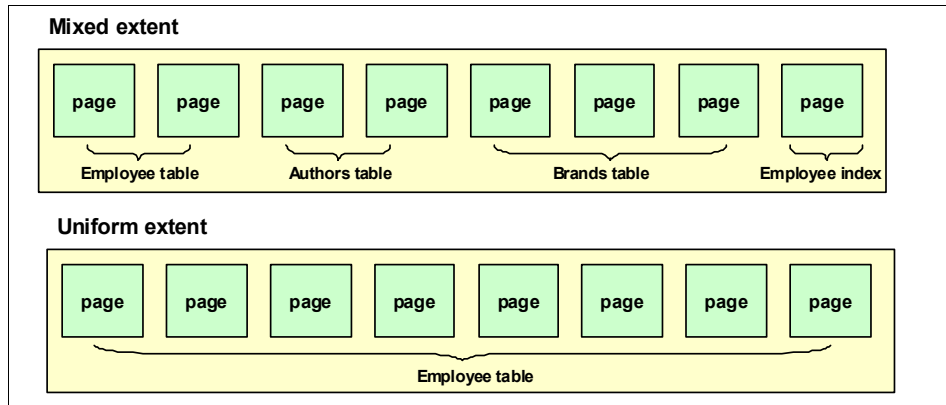 Mixed extent
page page page page page page page page
Employee table Authors table Brands table Employee index
Uniform extent
page page page page page page page page
Employee table